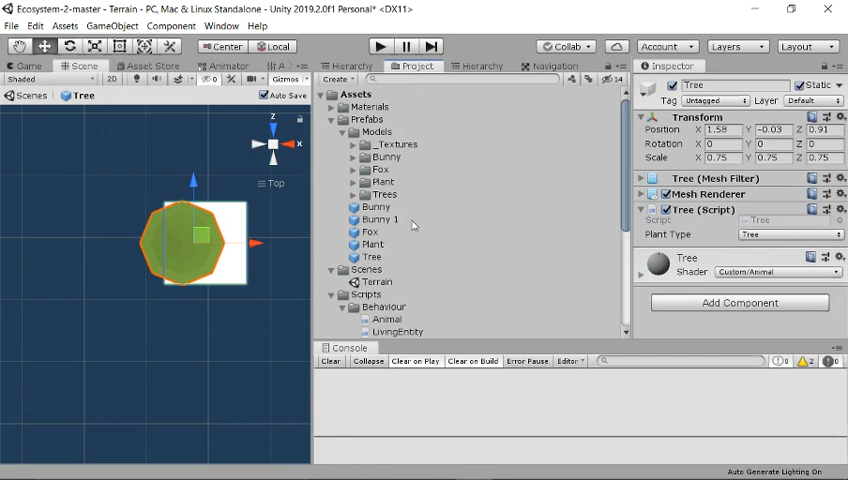 Ecosystem-2-master - Terrain - PC, Mac & Linux Standalone - Unity 2019.2.0f1 Personal* <DX11>
File Edit Assets GameObject Component Window Help
Center Local Collab Account Layers Layout
Game Scene Asset Store Animator A Hierarchy Project Hierarchy Navigation Inspector
Shaded 2D 0 Gizmos Create 14
Tree Static
Scenes Tree Auto Save
Tag Untagged Layer Default
Transform
Position X 1.58 Y -0.03 Z 0.91
Rotation X 0 Y 0 Z 0
Scale X 0.75 Y 0.75 Z 0.75
Tree (Mesh Filter)
Mesh Renderer
Tree (Script)
Script Tree
Plant Type Tree
Tree
Shader Custom/Animal
Add Component
z
x
Top
Assets
Materials
Prefabs
Models
_Textures
Bunny
Fox
Plant
Trees
Bunny
Bunny 1
Fox
Plant
Tree
Scenes
Terrain
Scripts
Behaviour
Animal
LivingEntity
Console
Clear Collapse Clear on Play Clear on Build Error Pause Editor 0 2 0
Auto Generate Lighting On